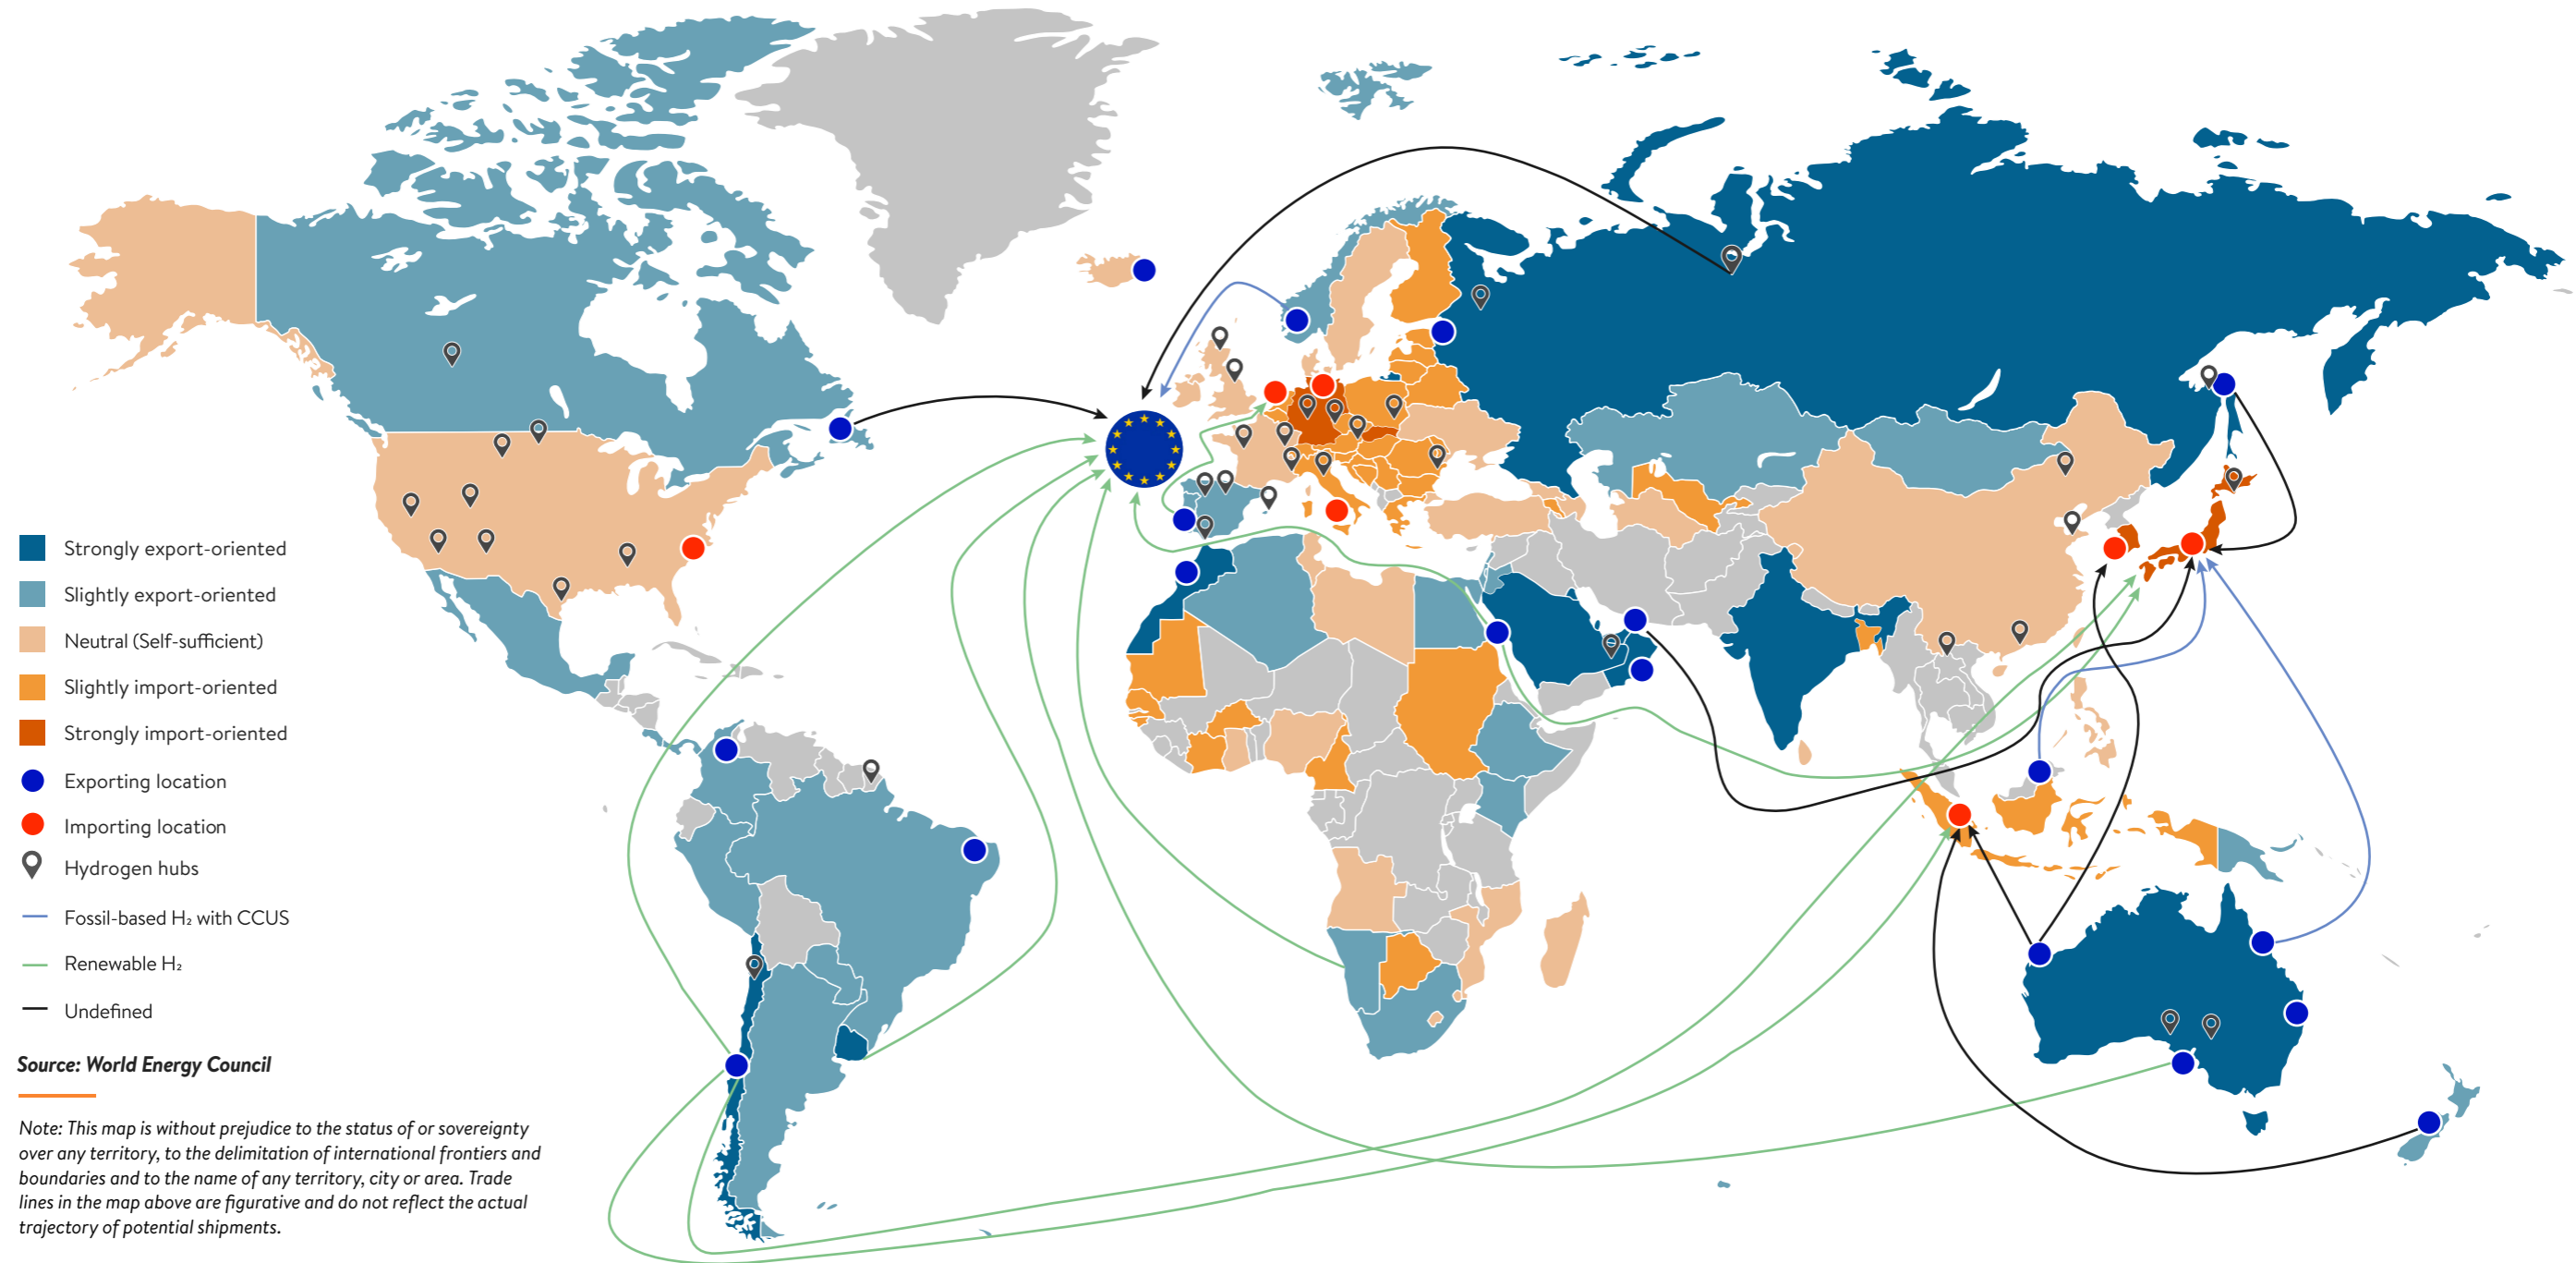 Strongly export-oriented
Slightly export-oriented
Neutral (Self-sufficient)
Slightly import-oriented
Strongly import-oriented
Exporting location
Importing location
Hydrogen hubs
Fossil-based H₂ with CCUS
Renewable H₂
Undefined
Source: World Energy Council
Note: This map is without prejudice to the status of or sovereignty
over any territory, to the delimitation of international frontiers and
boundaries and to the name of any territory, city or area. Trade
lines in the map above are figurative and do not reflect the actual
trajectory of potential shipments.